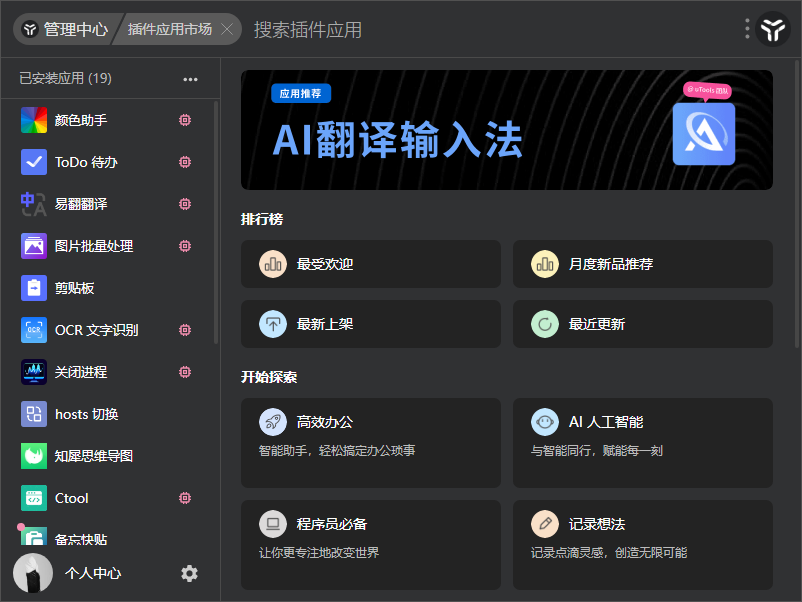 管理中心
插件应用市场
搜索插件应用
已安装应用 (19)
颜色助手
ToDo 待办
易翻翻译
图片批量处理
剪贴板
OCR
OCR 文字识别
关闭进程
hosts 切换
知犀思维导图
Ctool
备忘快贴
个人中心
应用推荐
AI翻译输入法
@ uTools 团队
排行榜
最受欢迎
月度新品推荐
最新上架
最近更新
开始探索
高效办公
智能助手，轻松搞定办公琐事
AI 人工智能
与智能同行，赋能每一刻
程序员必备
让你更专注地改变世界
记录想法
记录点滴灵感，创造无限可能